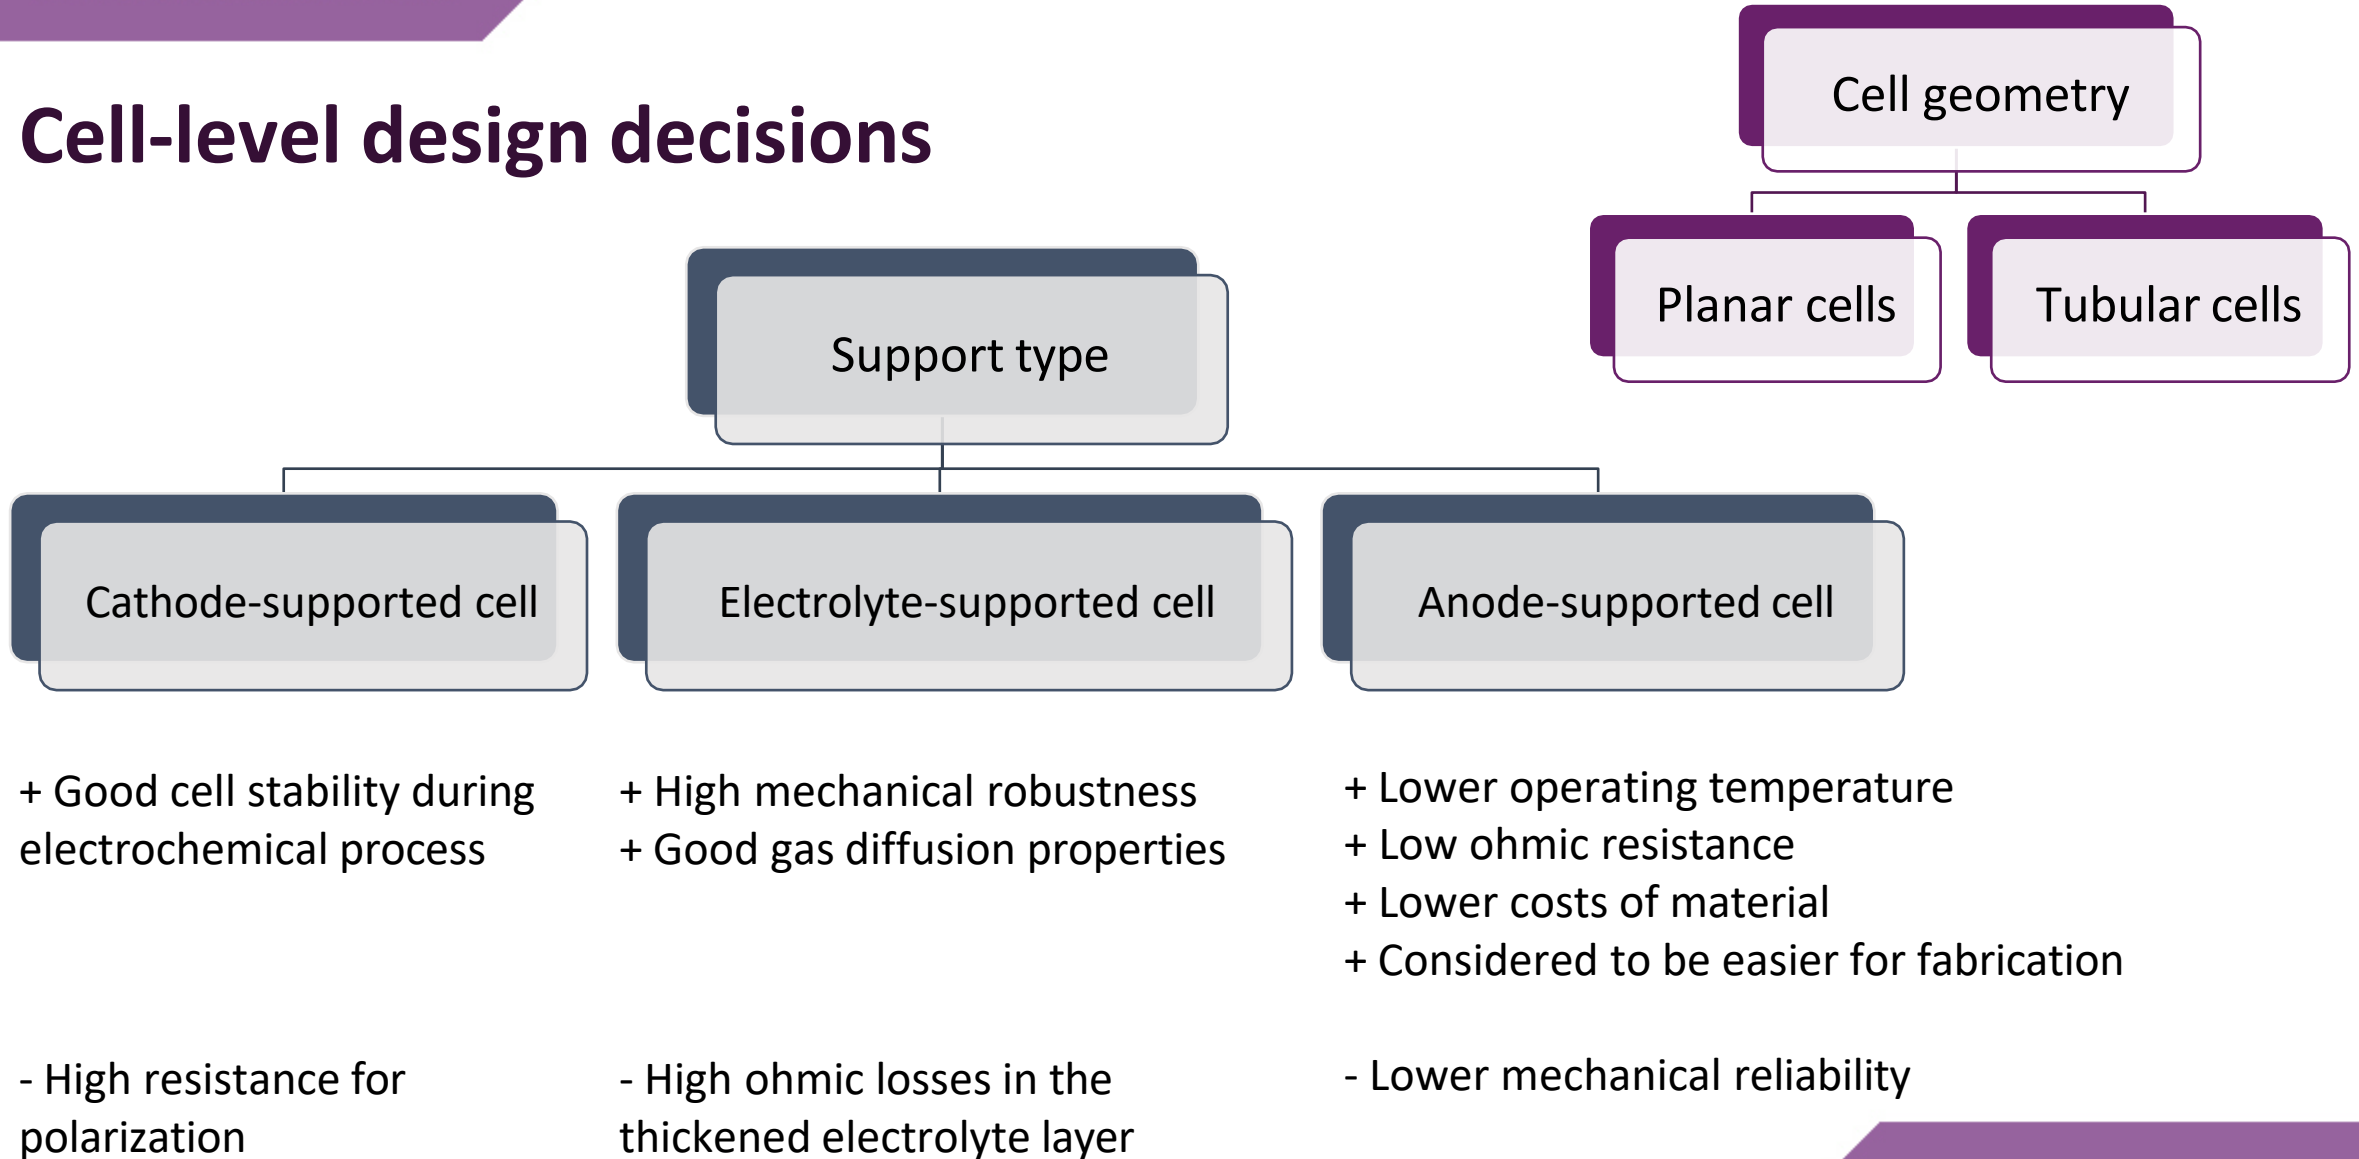 Cell-level design decisions
Cell geometry
Planar cells
Tubular cells
Support type
Cathode-supported cell
Electrolyte-supported cell
Anode-supported cell
+ Good cell stability during
electrochemical process
- High resistance for
polarization
+ High mechanical robustness
+ Good gas diffusion properties
- High ohmic losses in the
thickened electrolyte layer
+ Lower operating temperature
+ Low ohmic resistance
+ Lower costs of material
+ Considered to be easier for fabrication
- Lower mechanical reliability